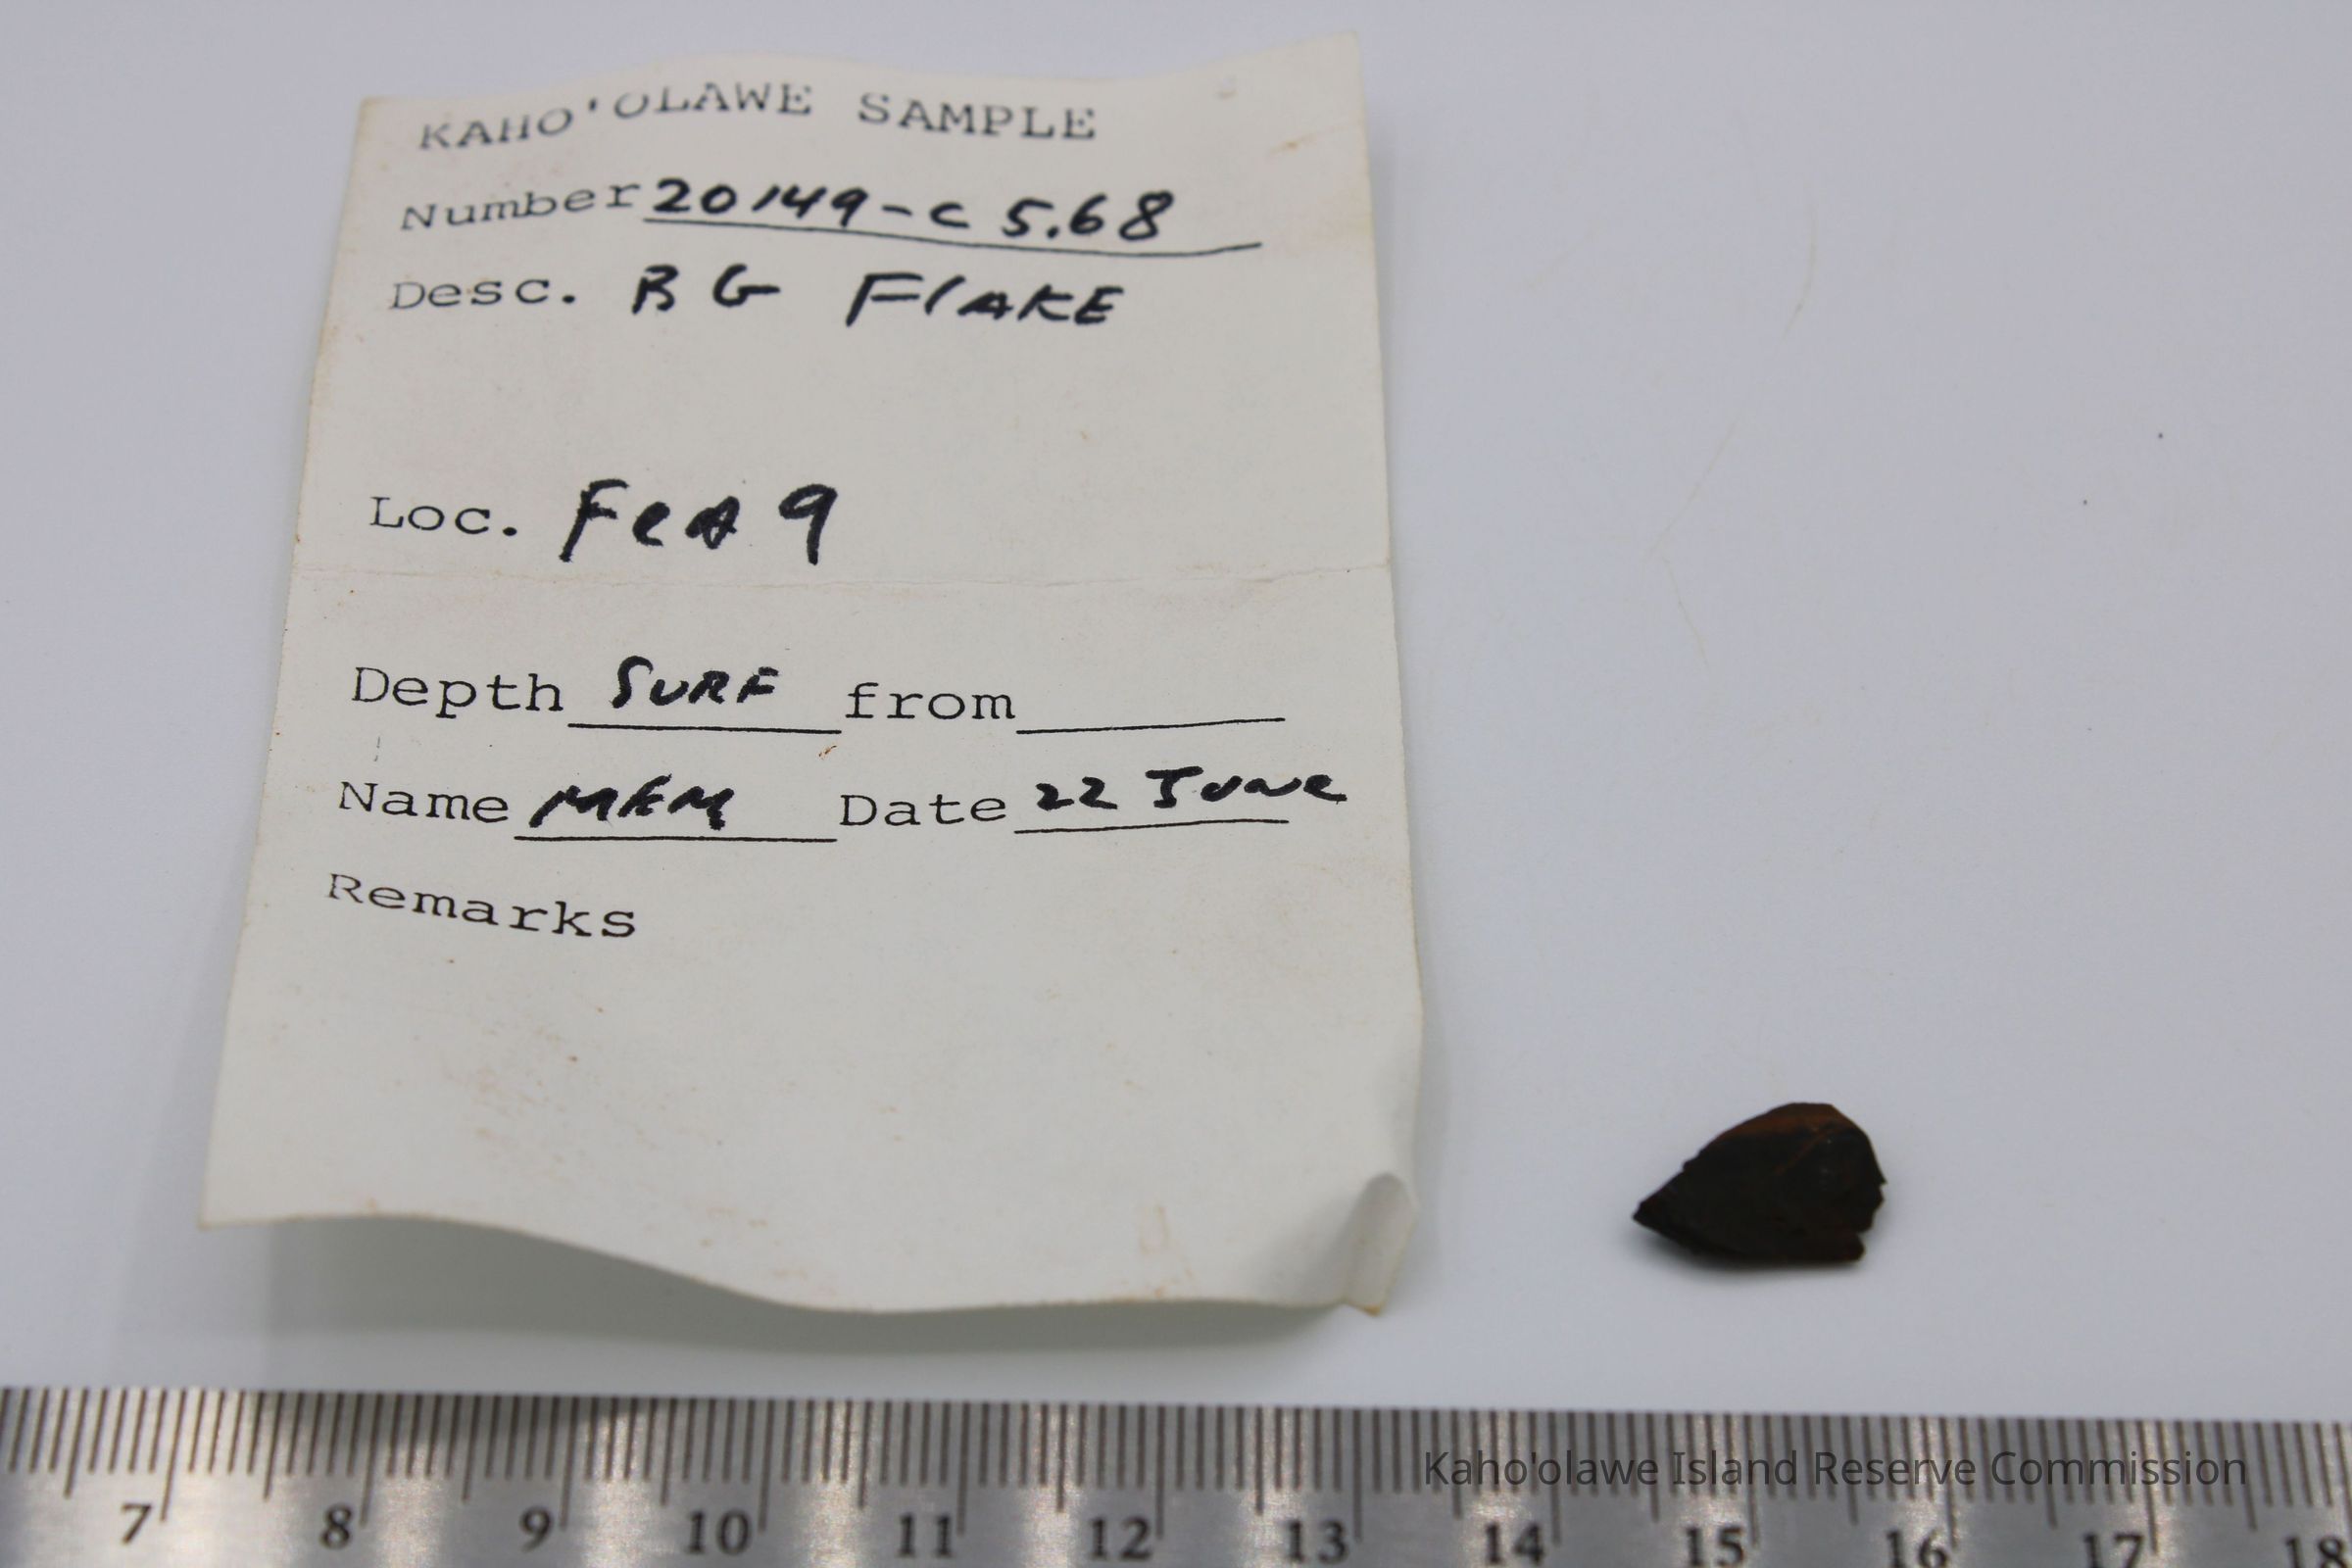 KAHO'OLAWE SAMPLE
Number 20149-C 5.68
Desc. BG FlAKE
Loc. FeA 9
Depth SURF from
Name MKM Date 22 June
Remarks
Kaho'olawe Island Reserve Commission
7 8 9 10 11 12 13 14 15 16 17 18